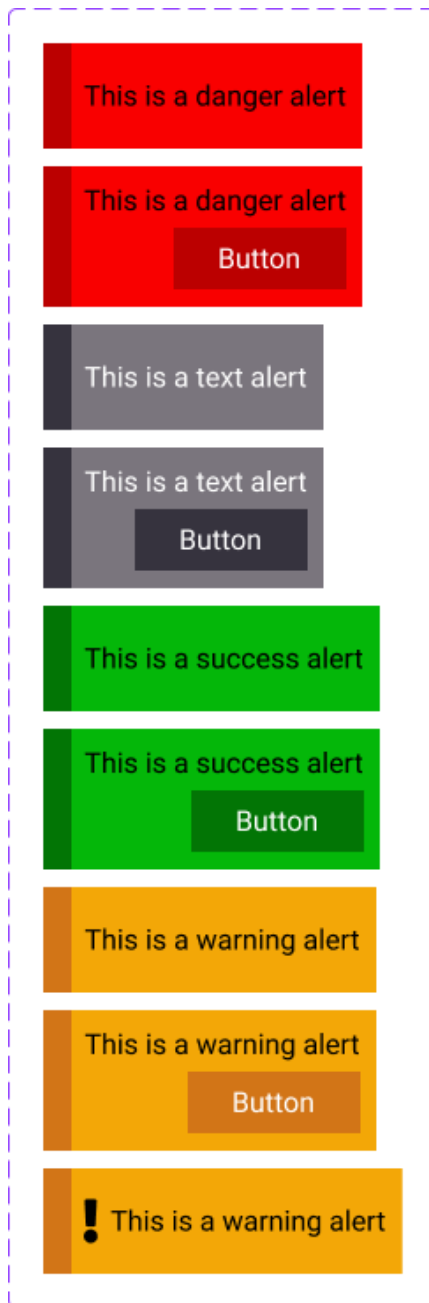 This is a danger alert
This is a danger alert
Button
This is a text alert
This is a text alert
Button
This is a success alert
This is a success alert
Button
This is a warning alert
This is a warning alert
Button
! This is a warning alert